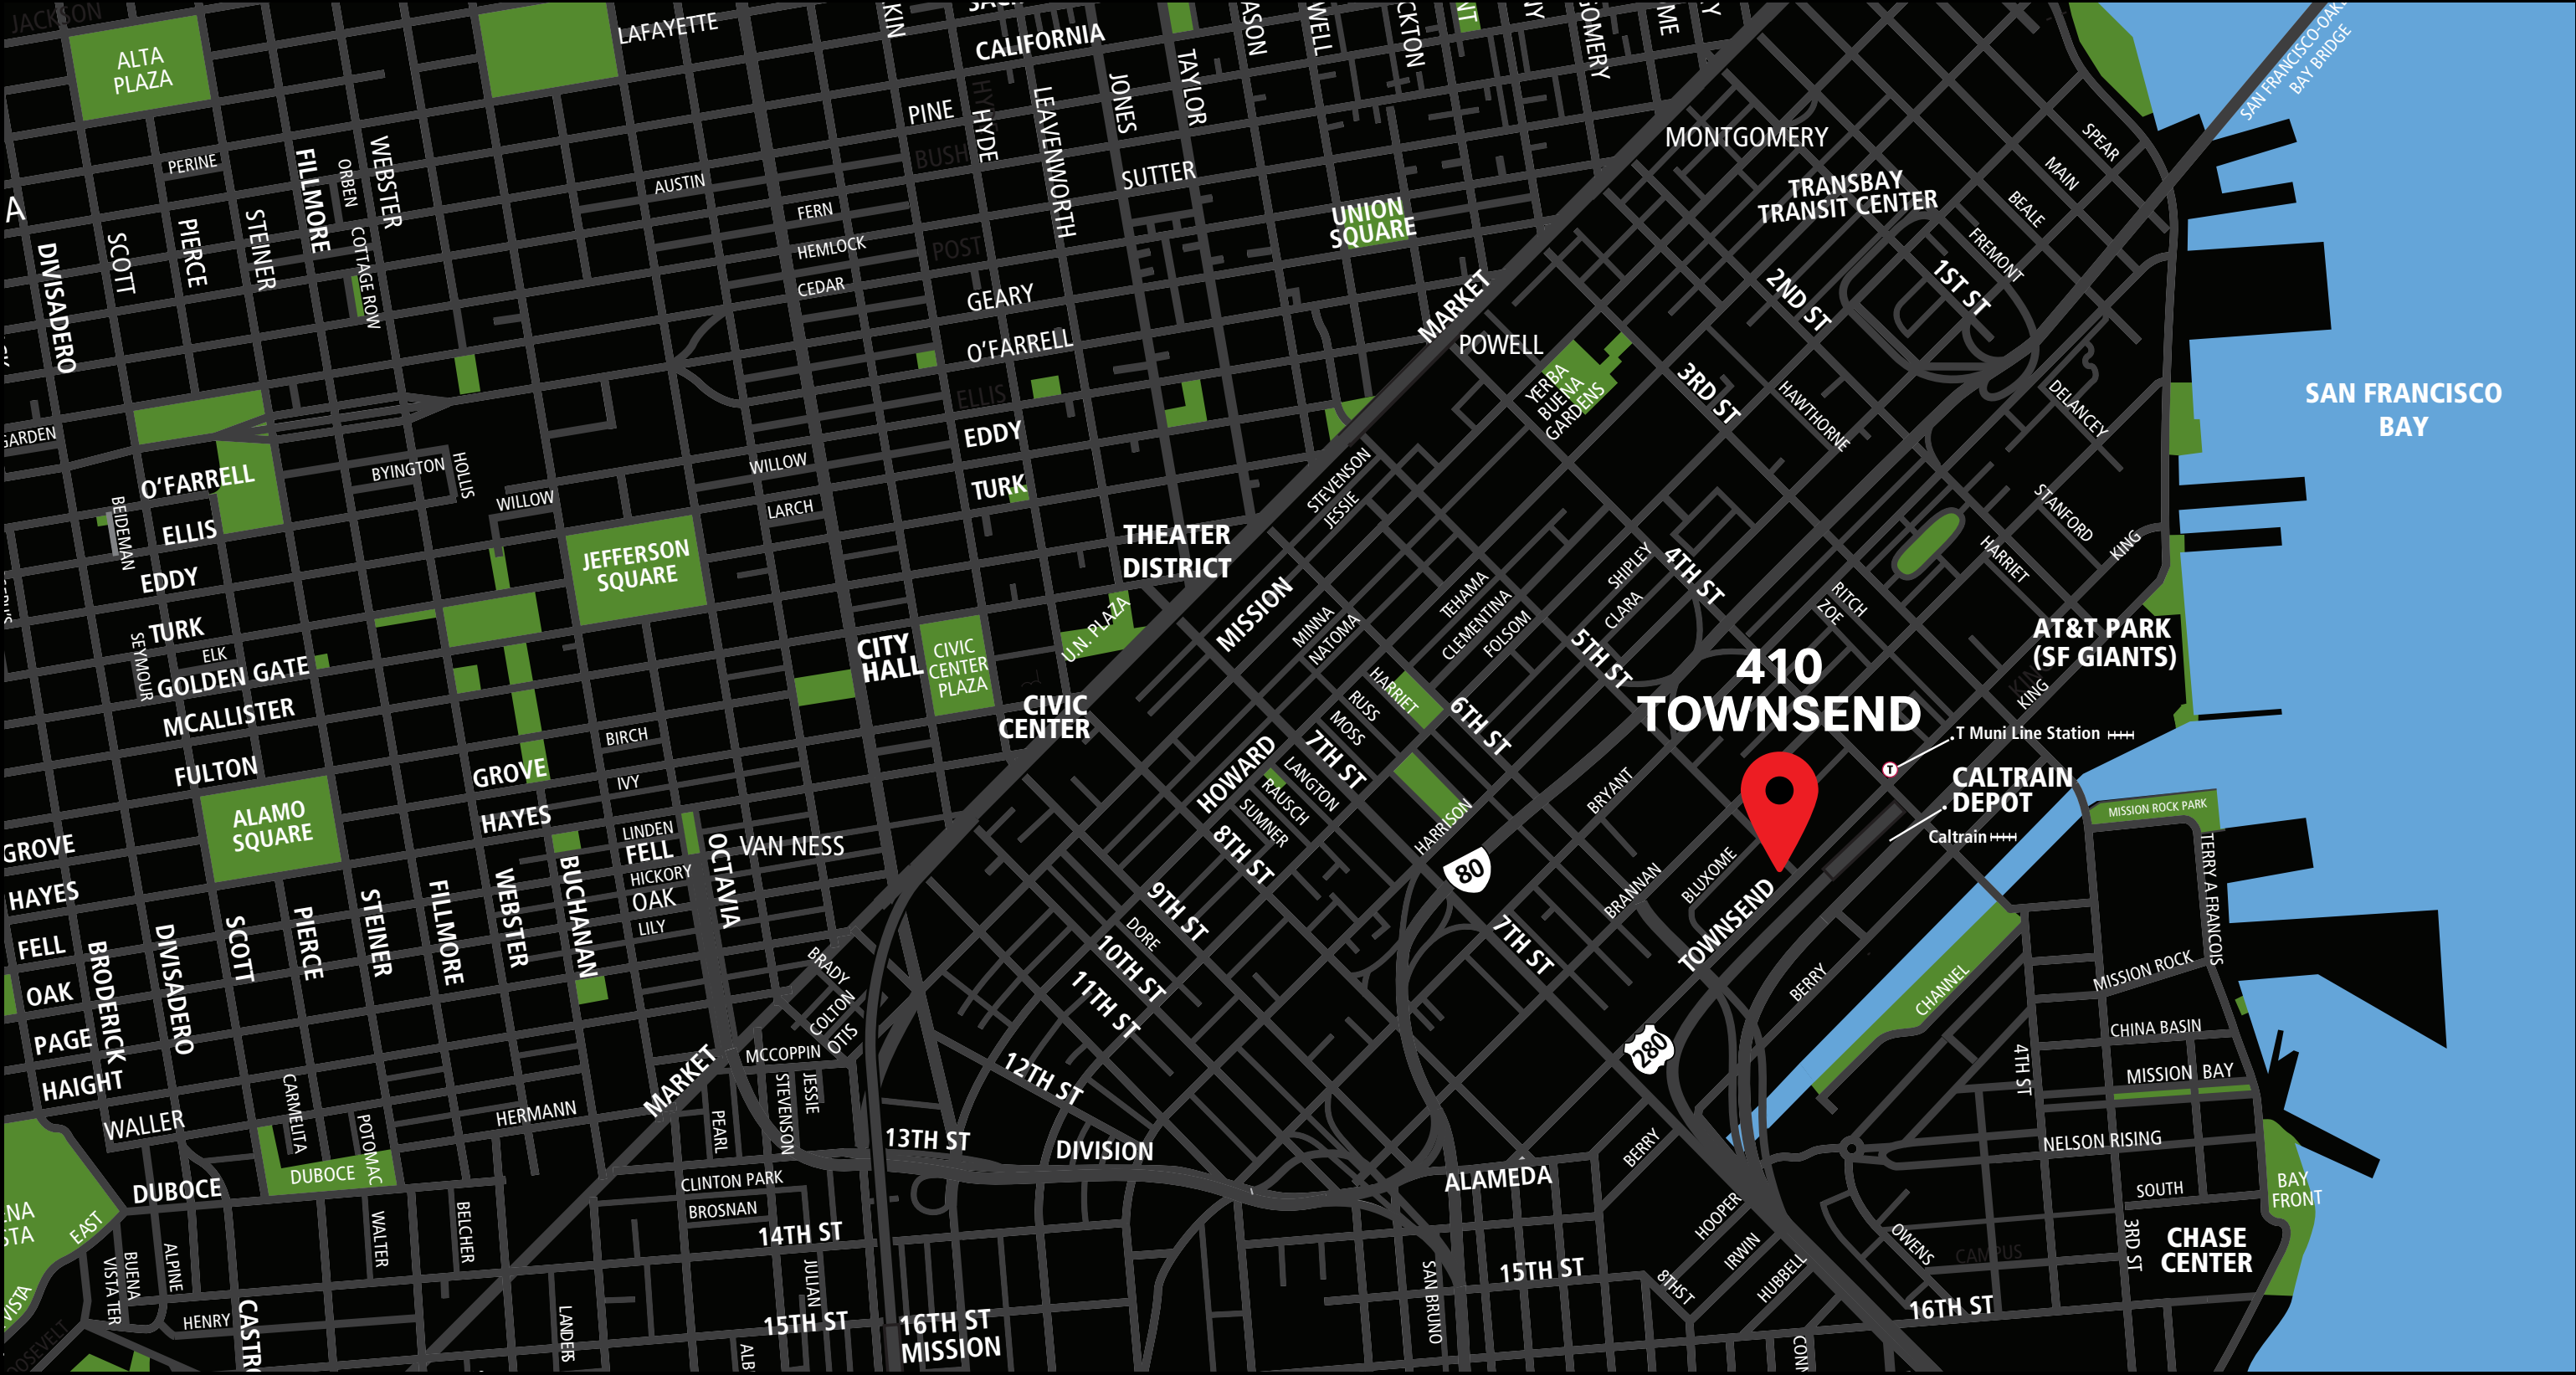 JACKSON
ALTA
PLAZA
LAFAYETTE
CALIFORNIA
PINE
HYDE
HYDE
BUSH
LEAVENWORTH
JONES
TAYLOR
SUTTER
MONTGOMERY
TRANSBAY
TRANSIT CENTER
SPEAR
MAIN
BEALE
FREMONT
1ST ST
2ND ST
BAY BRIDGE
PERINE
FILLMORE
ORBEN
WEBSTER
COTTAGE ROW
AUSTIN
FERN
HEMLOCK
CEDAR
POST
UNION
SQUARE
DIVISADERO
SCOTT
PIERCE
STEINER
GEARY
O'FARRELL
ELLIS
EDDY
TURK
MARKET
POWELL
YERBA
BUENA
GARDENS
3RD ST
HAWTHORNE
DELANCEY
SAN FRANCISCO
BAY
GARDEN
O'FARRELL
BYINGTON
HOLLIS
WILLOW
WILLOW
LARCH
BEIDEMAN
ELLIS
EDDY
TURK
SEYMOUR
ELK
GOLDEN GATE
MCALLISTER
FULTON
JEFFERSON
SQUARE
THEATER
DISTRICT
STEVENSON
JESSIE
MISSION
MINNA
NATOMA
TEHAMA
CLEMENTINA
FOLSOM
SHIPLEY
CLARA
4TH ST
5TH ST
RITCH
ZOE
STANFORD
HARRIET
KING
AT&T PARK
(SF GIANTS)
KING
KING
CITY
HALL
CIVIC
CENTER
PLAZA
U.N. PLAZA
CIVIC
CENTER
HARRIET
RUSS
MOSS
6TH ST
7TH ST
410
TOWNSEND
T Muni Line Station
T
CALTRAIN
DEPOT
Caltrain
MISSION ROCK PARK
TERRY A FRANCOIS
BIRCH
IVY
GROVE
HAYES
LINDEN
FELL
HICKORY
OAK
LILY
OCTAVIA
VAN NESS
ALAMO
SQUARE
GROVE
HAYES
FELL
OAK
PAGE
HAIGHT
WALLER
BRODERICK
DIVISADERO
SCOTT
PIERCE
STEINER
FILLMORE
WEBSTER
BUCHANAN
HOWARD
LANGTON
RAUSCH
SUMNER
8TH ST
9TH ST
DORE
10TH ST
11TH ST
12TH ST
HARRISON
80
BRYANT
BRANNAN
BLUXOME
TOWNSEND
7TH ST
BERRY
280
CHANNEL
MISSION ROCK
CHINA BASIN
MISSION BAY
4TH ST
NELSON RISING
BRADY
COLTON
OTIS
MCCOPPIN
MARKET
PEARL
STEVENSON
JESSIE
HERMANN
CARMELITA
POTOMAC
DUBOCE
DUBOCE
13TH ST
DIVISION
CLINTON PARK
BROSNAN
14TH ST
ALAMEDA
BERRY
HOOPER
IRWIN
HUBBELL
8THST
15TH ST
SAN BRUNO
OWENS
CAMPUS
SOUTH
3RD ST
BAY
FRONT
CHASE
CENTER
16TH ST
EAST
BUENA
VISTA TER
ALPINE
WALTER
BELCHER
HENRY
LANDERS
JULIAN
15TH ST
16TH ST
MISSION